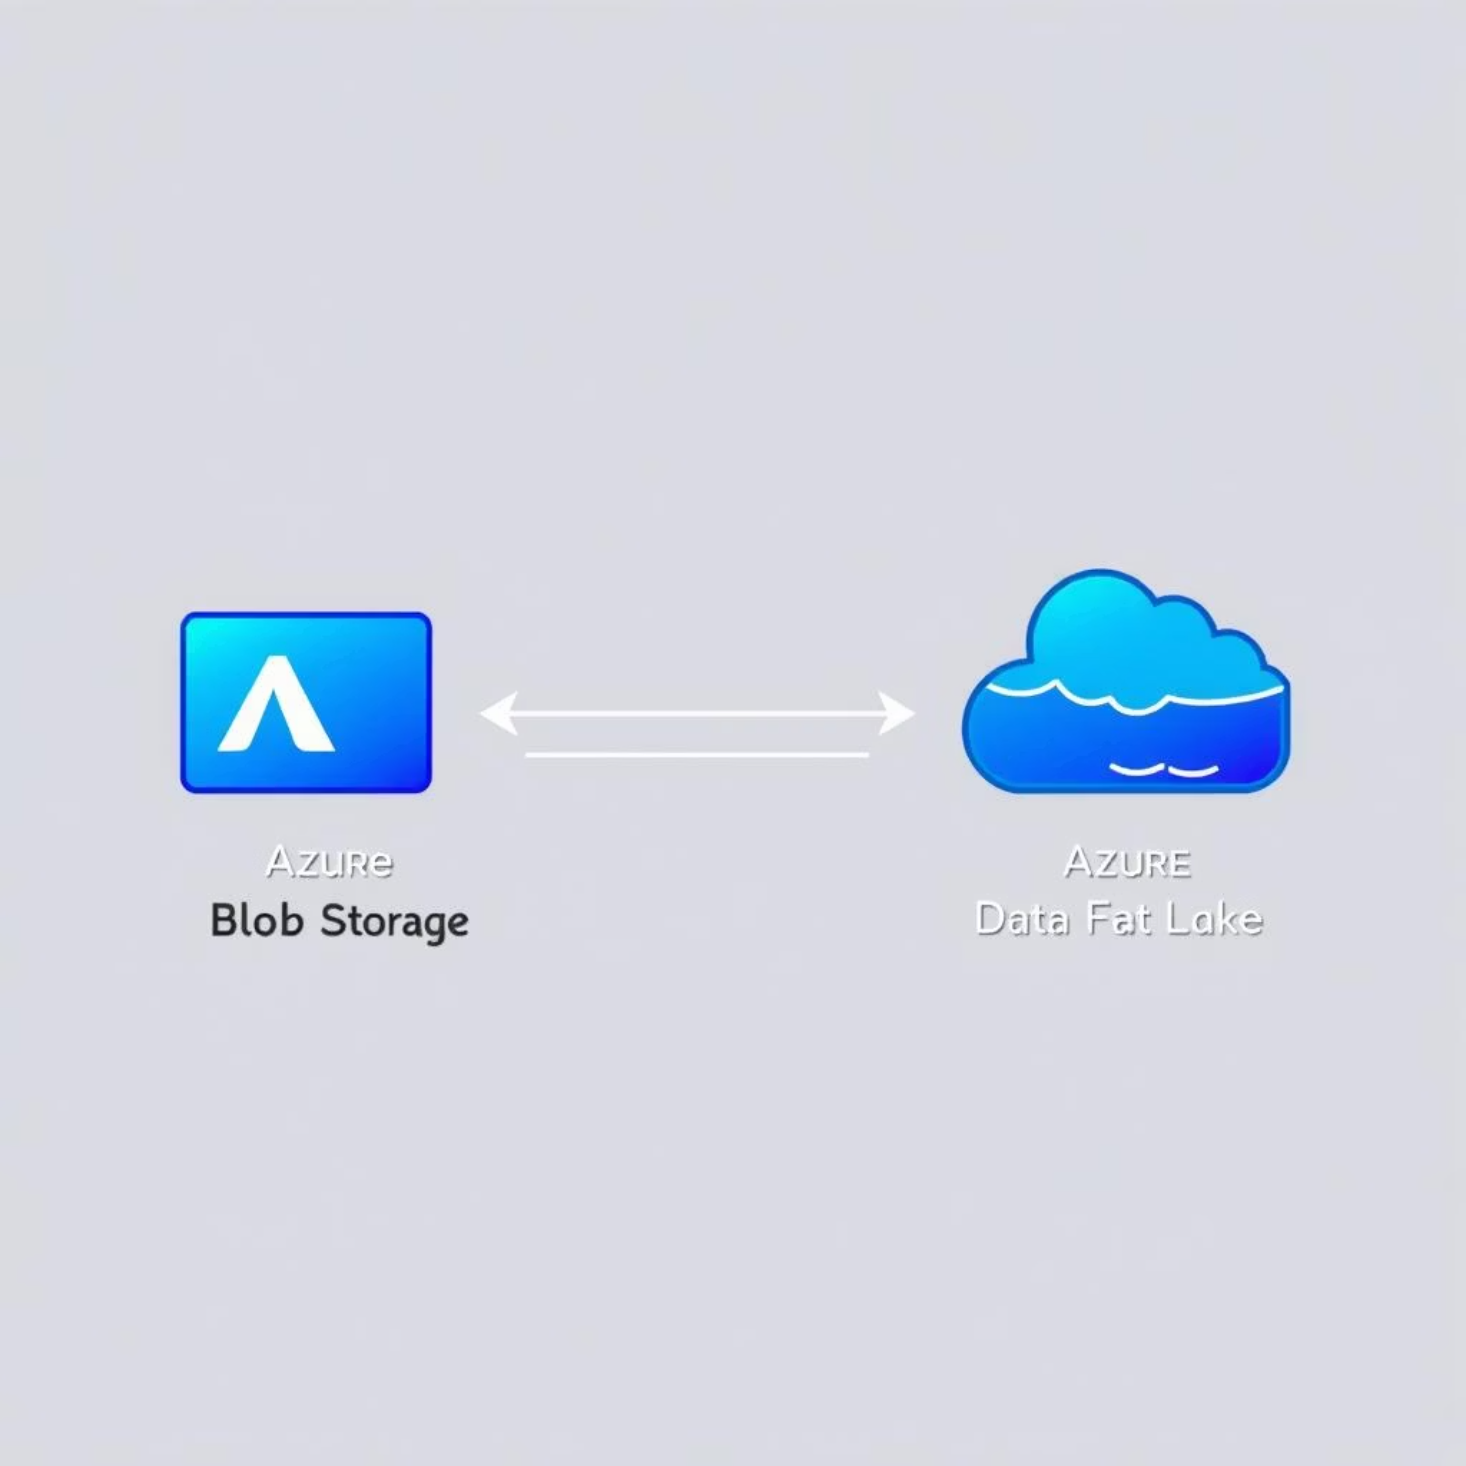 Azure
Blob Storage
AZURE
Data Fat Lake